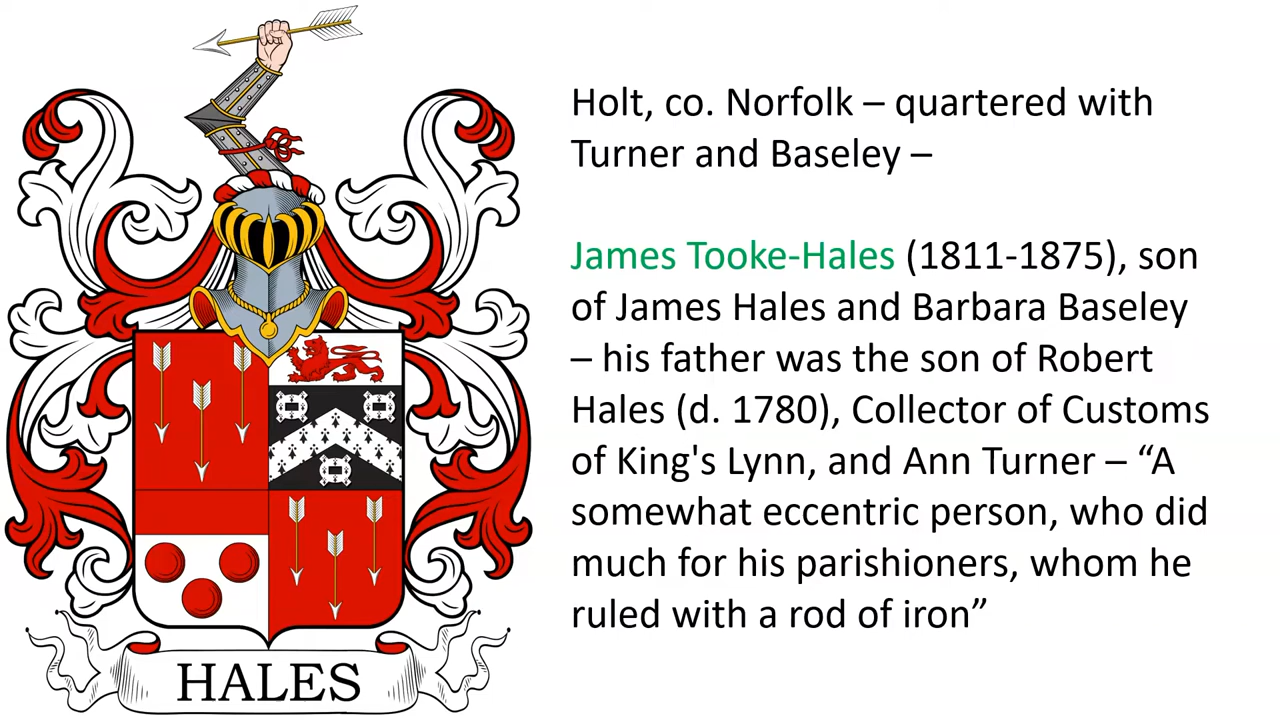 Holt, co. Norfolk – quartered with
Turner and Baseley –
James Tooke-Hales (1811-1875), son
of James Hales and Barbara Baseley
– his father was the son of Robert
Hales (d. 1780), Collector of Customs
of King's Lynn, and Ann Turner – “A
somewhat eccentric person, who did
much for his parishioners, whom he
ruled with a rod of iron”
HALES